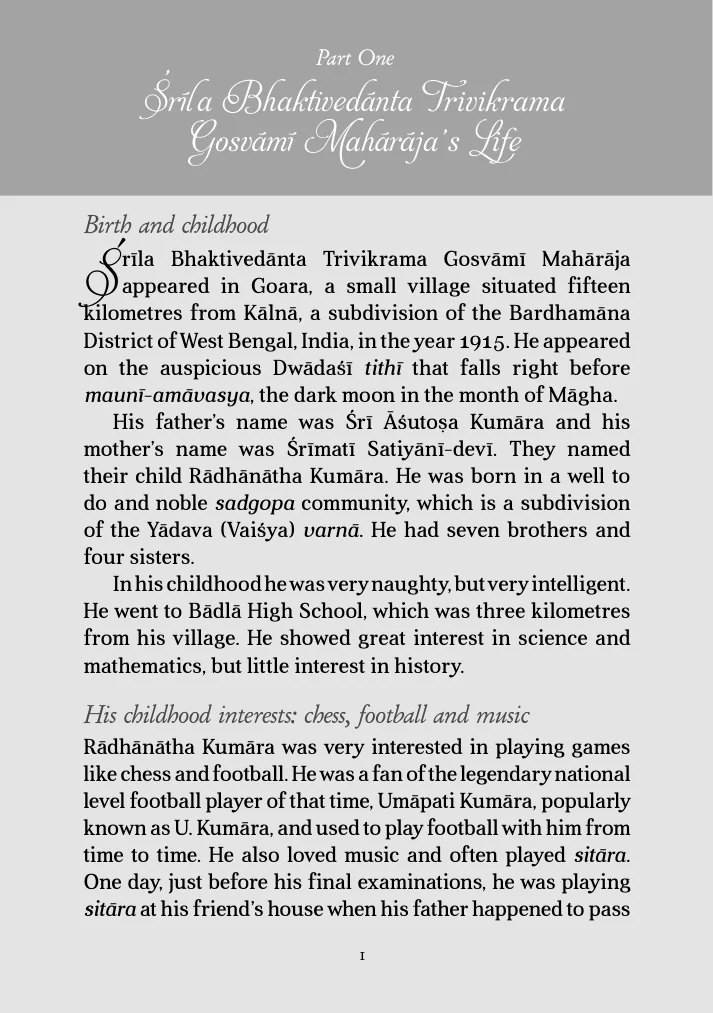 Part One
Śrīla Bhaktivedānta Trivikrama
Gosvāmī Mahārāja's Life
Birth and childhood
Śrīla Bhaktivedānta Trivikrama Gosvāmī Mahārāja
appeared in Goara, a small village situated fifteen
kilometres from Kālnā, a subdivision of the Bardhamāna
District of West Bengal, India, in the year 1915. He appeared
on the auspicious Dwādaśī tithī that falls right before
maunī-amāvasya, the dark moon in the month of Māgha.
His father's name was Śrī Āśutoṣa Kumāra and his
mother's name was Śrīmatī Satiyānī-devī. They named
their child Rādhānātha Kumāra. He was born in a well to
do and noble sadgopa community, which is a subdivision
of the Yādava (Vaiśya) varnā. He had seven brothers and
four sisters.
In his childhood he was very naughty, but very intelligent.
He went to Bādlā High School, which was three kilometres
from his village. He showed great interest in science and
mathematics, but little interest in history.
His childhood interests: chess, football and music
Rādhānātha Kumāra was very interested in playing games
like chess and football. He was a fan of the legendary national
level football player of that time, Umāpati Kumāra, popularly
known as U. Kumāra, and used to play football with him from
time to time. He also loved music and often played sitāra.
One day, just before his final examinations, he was playing
sitāra at his friend's house when his father happened to pass
1